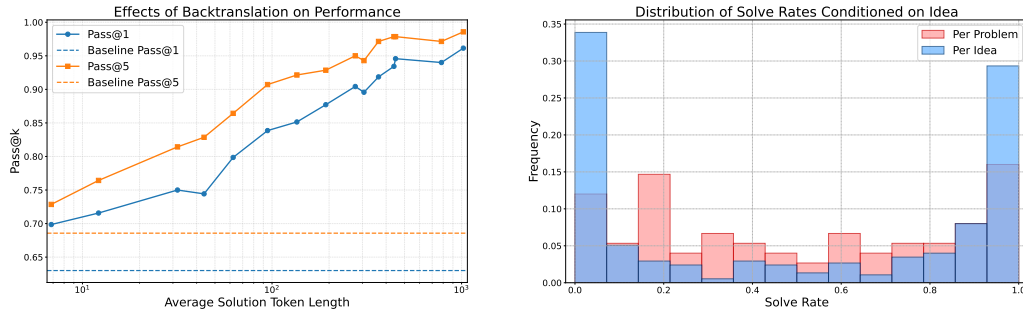 Effects of Backtranslation on Performance
Pass@1
Baseline Pass@1
Pass@5
Baseline Pass@5
Pass@k
1.00
0.95
0.90
0.85
0.80
0.75
0.70
0.65
10¹
10²
10³
Average Solution Token Length
Distribution of Solve Rates Conditioned on Idea
Per Problem
Per Idea
Frequency
0.35
0.30
0.25
0.20
0.15
0.10
0.05
0.00
0.0
0.2
0.4
0.6
0.8
1.0
Solve Rate